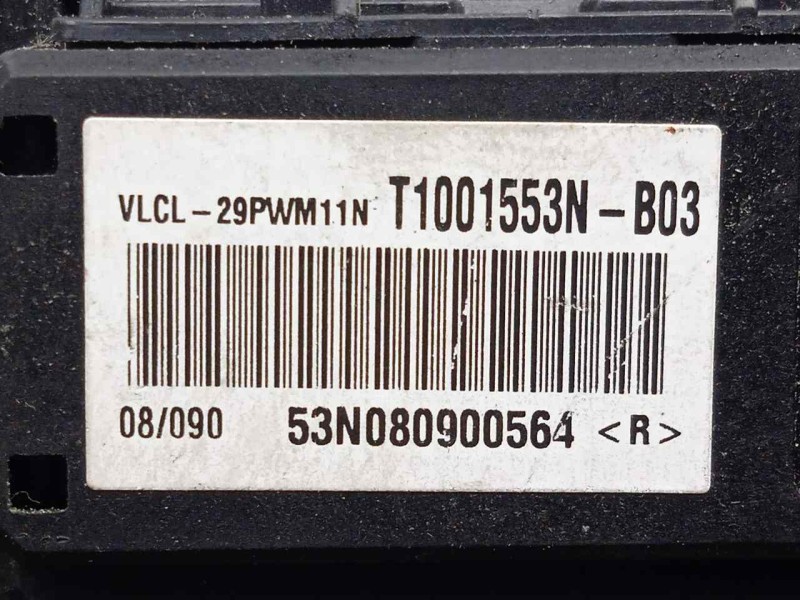 VLCL-29PWM11N T1001553N-B03
08/090 53N080900564 <R>